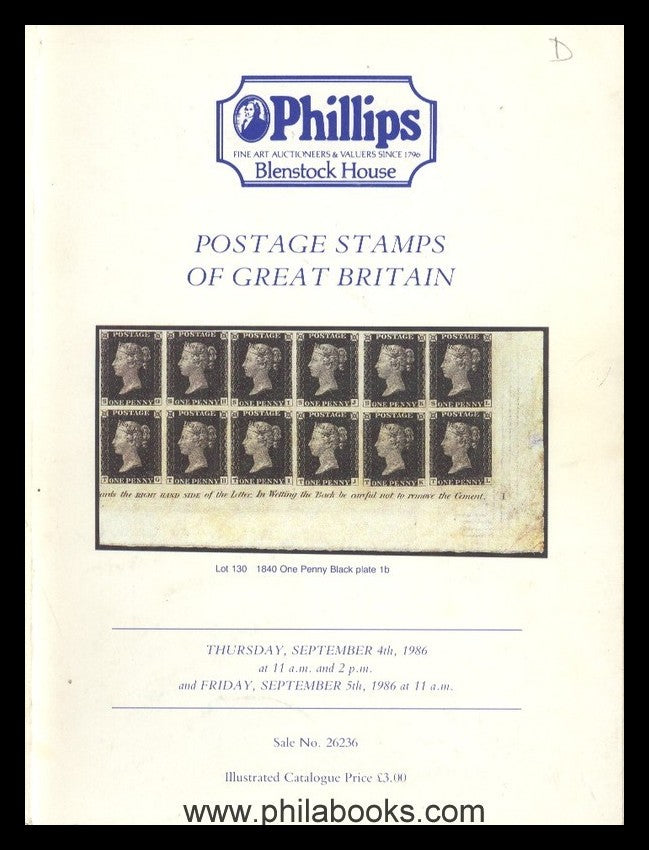 D
Phillips
FINE ART AUCTIONEERS & VALUERS SINCE 1796
Blenstock House
POSTAGE STAMPS
OF GREAT BRITAIN
POSTAGE POSTAGE POSTAGE POSTAGE POSTAGE POSTAGE
S G S H S I S J S K S L
ONE PENNY ONE PENNY ONE PENNY ONE PENNY ONE PENNY ONE PENNY
POSTAGE POSTAGE POSTAGE POSTAGE POSTAGE POSTAGE
T G T H T I T J T K T L
ONE PENNY ONE PENNY ONE PENNY ONE PENNY ONE PENNY ONE PENNY
ards the RIGHT HAND SIDE of the Letter. In Wetting the Back be careful not to remove the Cement. 1
Lot 130 1840 One Penny Black plate 1b
THURSDAY, SEPTEMBER 4th, 1986
at 11 a.m. and 2 p.m.
and FRIDAY, SEPTEMBER 5th, 1986 at 11 a.m.
Sale No. 26236
Illustrated Catalogue Price £3.00
www.philabooks.com